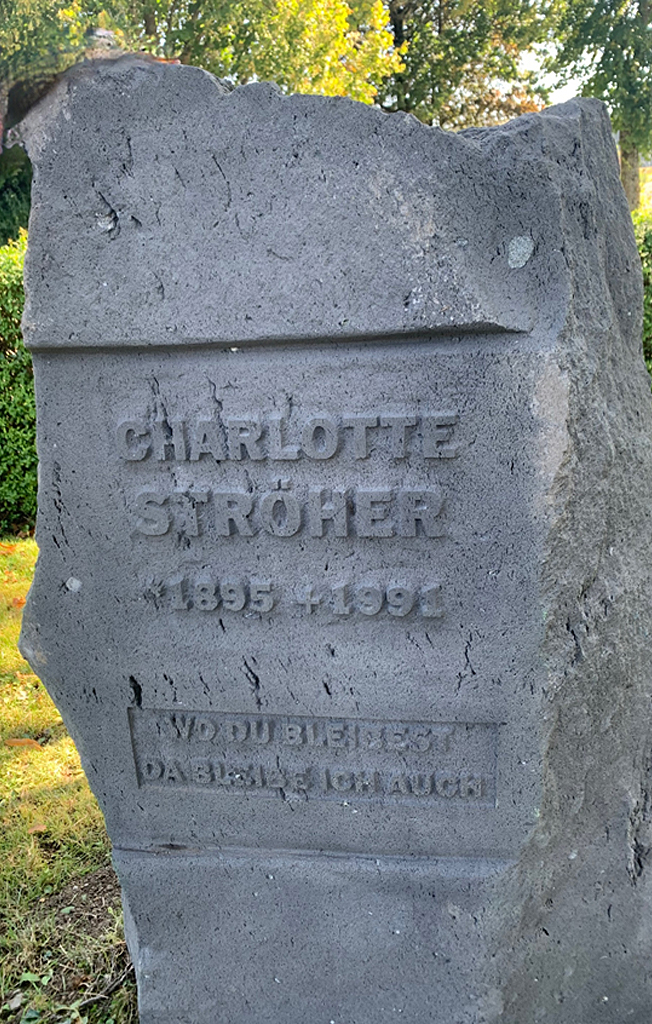 CHARLOTTE
STRÖHER
*1895 +1991
"WO DU BLEIBEST
DA BLEIBE ICH AUCH